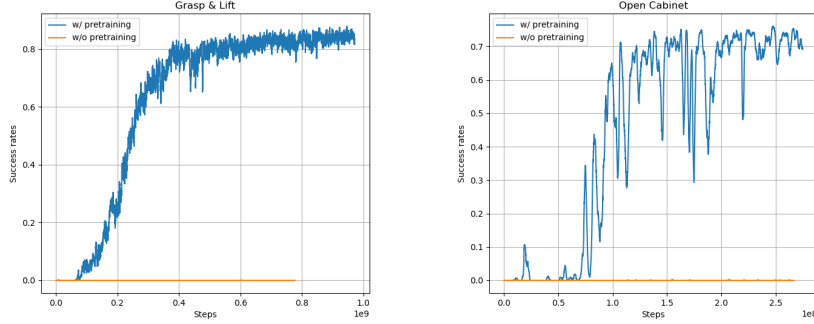 Grasp & Lift
w/ pretraining
w/o pretraining
Success rates
0.8
0.6
0.4
0.2
0.0
0.0 0.2 0.4 0.6 0.8 1.0
Steps
1e9
Open Cabinet
w/ pretraining
w/o pretraining
Success rates
0.7
0.6
0.5
0.4
0.3
0.2
0.1
0.0
0.0 0.5 1.0 1.5 2.0 2.5
Steps
1e8